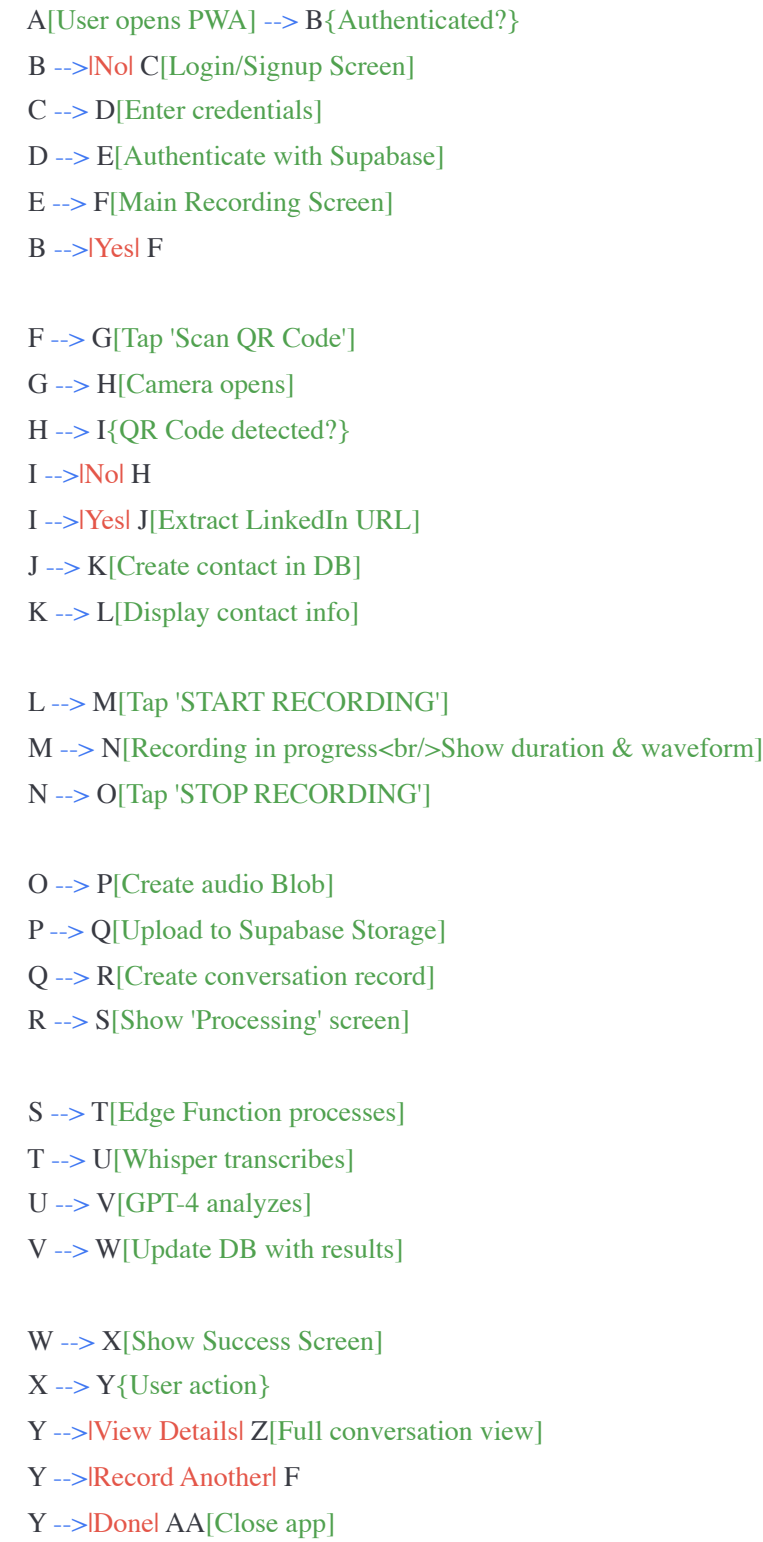 A[User opens PWA] --> B{Authenticated?}
B -->|No| C[Login/Signup Screen]
C --> D[Enter credentials]
D --> E[Authenticate with Supabase]
E --> F[Main Recording Screen]
B -->|Yes| F
F --> G[Tap 'Scan QR Code']
G --> H[Camera opens]
H --> I{QR Code detected?}
I -->|No| H
I -->|Yes| J[Extract LinkedIn URL]
J --> K[Create contact in DB]
K --> L[Display contact info]
L --> M[Tap 'START RECORDING']
M --> N[Recording in progress<br/>Show duration & waveform]
N --> O[Tap 'STOP RECORDING']
O --> P[Create audio Blob]
P --> Q[Upload to Supabase Storage]
Q --> R[Create conversation record]
R --> S[Show 'Processing' screen]
S --> T[Edge Function processes]
T --> U[Whisper transcribes]
U --> V[GPT-4 analyzes]
V --> W[Update DB with results]
W --> X[Show Success Screen]
X --> Y{User action}
Y -->|View Details| Z[Full conversation view]
Y -->|Record Another| F
Y -->|Done| AA[Close app]